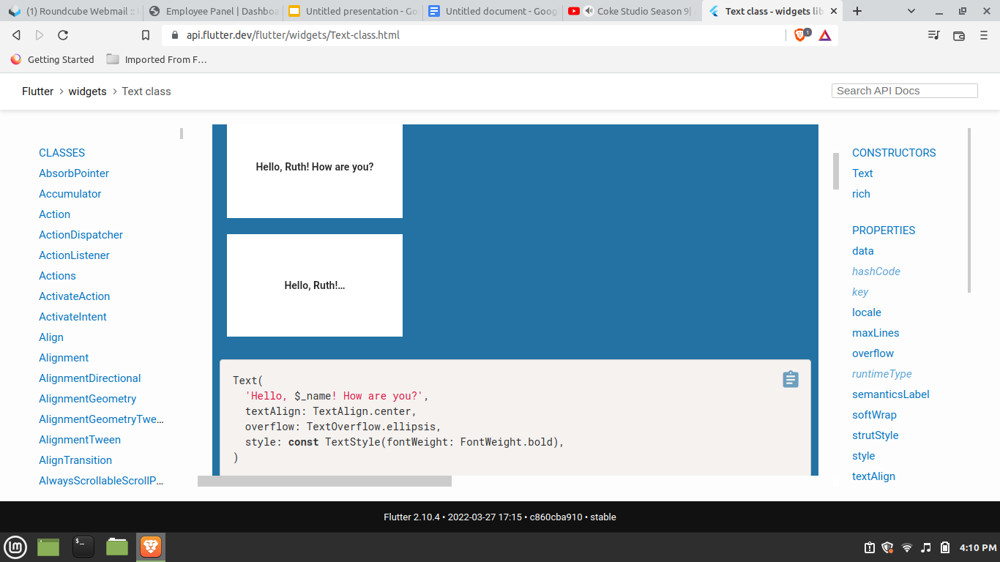 (1) Roundcube Webmail ::
Employee Panel | Dashboa
Untitled presentation - Go
Untitled document - Goog
Coke Studio Season 9|
Text class - widgets lib
api.flutter.dev/flutter/widgets/Text-class.html
1
Getting Started
Imported From F…
Flutter > widgets > Text class
Search API Docs
CLASSES
AbsorbPointer
Accumulator
Action
ActionDispatcher
ActionListener
Actions
ActivateAction
ActivateIntent
Align
Alignment
AlignmentDirectional
AlignmentGeometry
AlignmentGeometryTwe…
AlignmentTween
AlignTransition
AlwaysScrollableScrollP…
Hello, Ruth! How are you?
Hello, Ruth!…
Text(
'Hello, $_name! How are you?',
textAlign: TextAlign.center,
overflow: TextOverflow.ellipsis,
style: const TextStyle(fontWeight: FontWeight.bold),
)
CONSTRUCTORS
Text
rich
PROPERTIES
data
hashCode
key
locale
maxLines
overflow
runtimeType
semanticsLabel
softWrap
strutStyle
style
textAlign
Flutter 2.10.4 • 2022-03-27 17:15 • c860cba910 • stable
4:10 PM